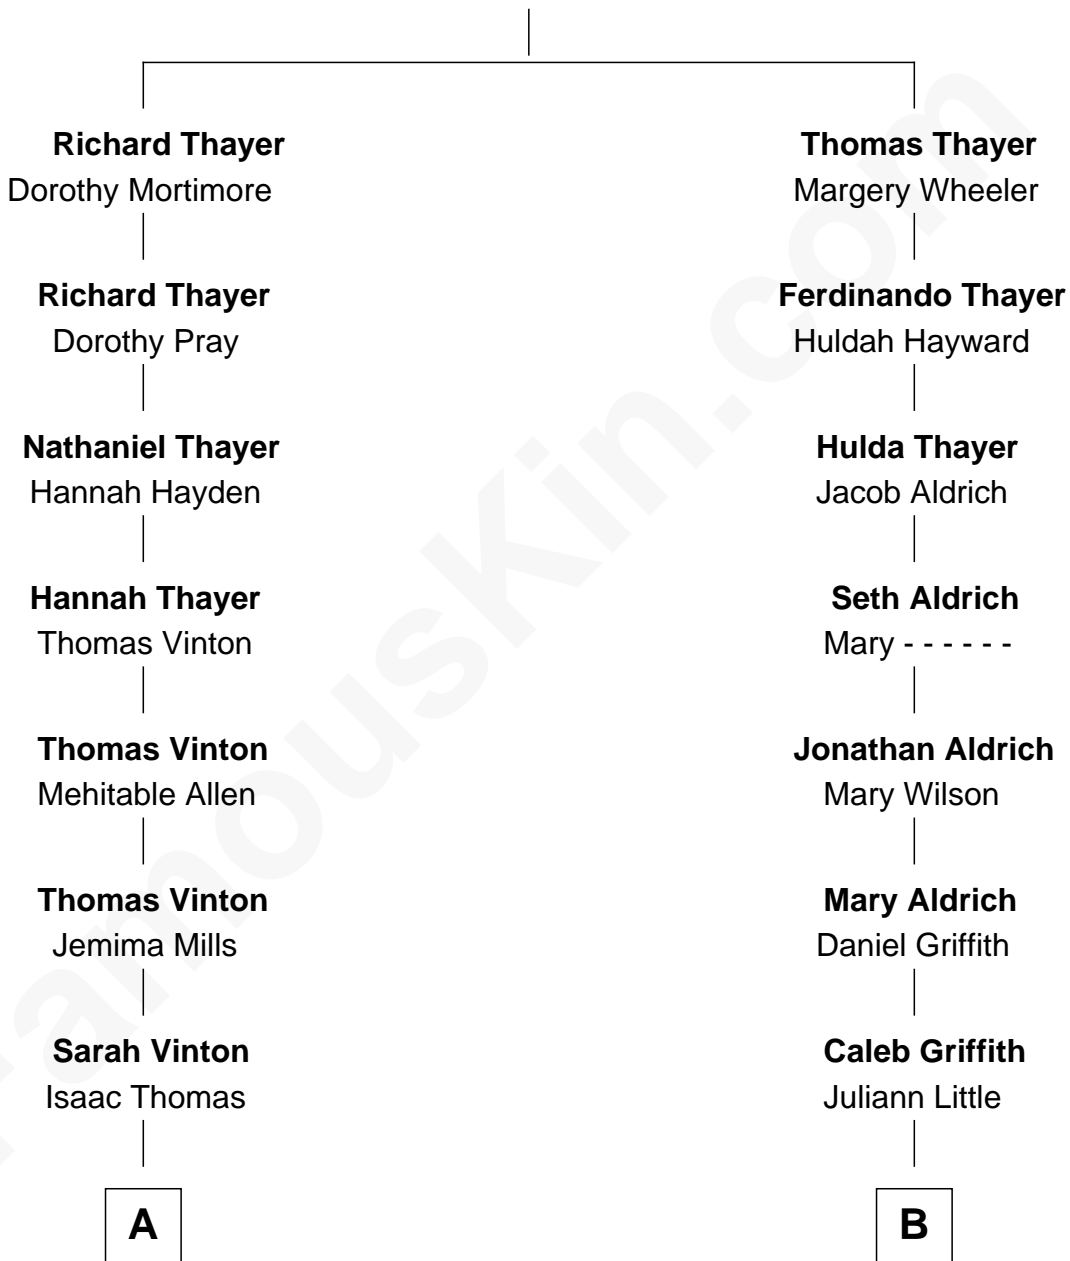 Richard Thayer
Dorothy Mortimore
Thomas Thayer
Margery Wheeler
Richard Thayer
Dorothy Pray
Ferdinando Thayer
Huldah Hayward
Nathaniel Thayer
Hannah Hayden
Hulda Thayer
Jacob Aldrich
Hannah Thayer
Thomas Vinton
Seth Aldrich
Mary - - - - - -
Thomas Vinton
Mehitable Allen
Jonathan Aldrich
Mary Wilson
Thomas Vinton
Jemima Mills
Mary Aldrich
Daniel Griffith
Sarah Vinton
Isaac Thomas
Caleb Griffith
Juliann Little
A
B
FamousKin.com